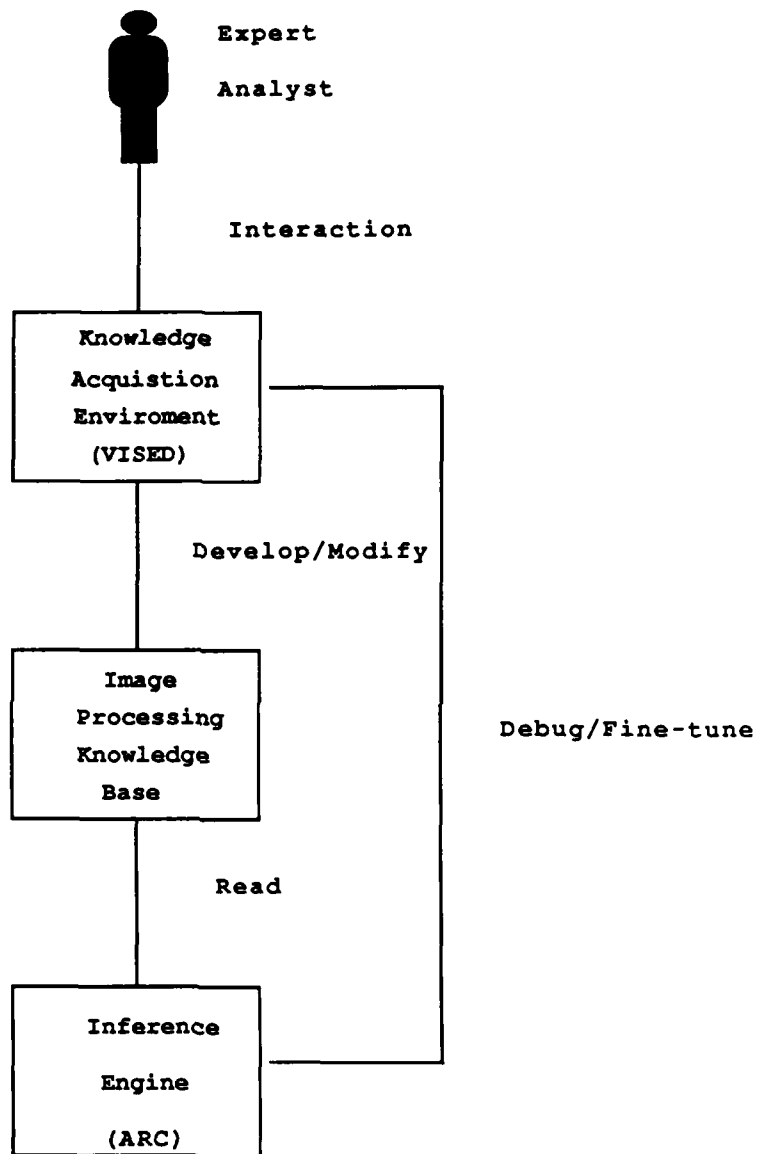 Expert
Analyst
Interaction
Knowledge
Acquistion
Enviroment
(VISED)
Develop/Modify
Image
Processing
Knowledge
Base
Debug/Fine-tune
Read
Inference
Engine
(ARC)